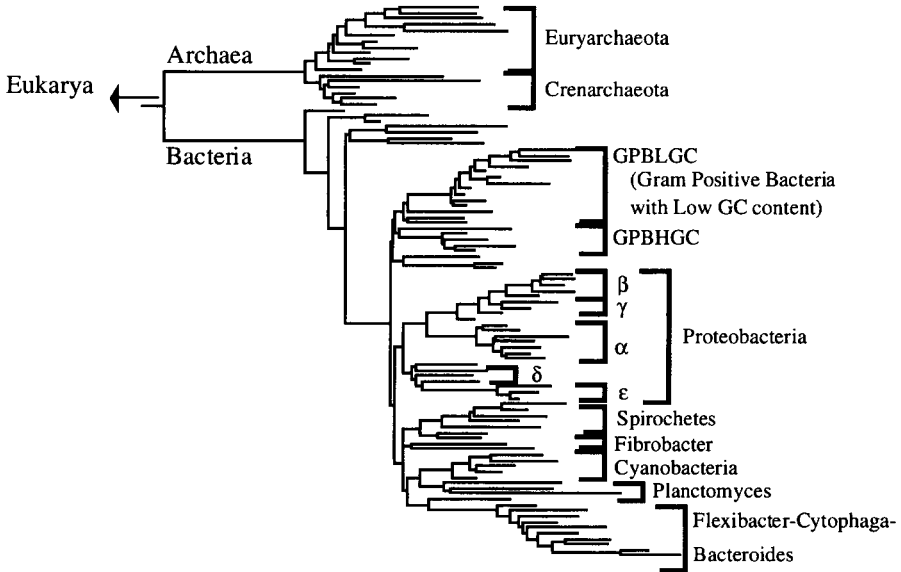 Euryarchaeota
Archaea
Eukarya
Crenarchaeota
Bacteria
GPBLGC
(Gram Positive Bacteria
with Low GC content)
GPBHGC
β
γ
Proteobacteria
α
δ
ε
Spirochetes
Fibrobacter
Cyanobacteria
Planctomyces
Flexibacter-Cytophaga-
Bacteroides